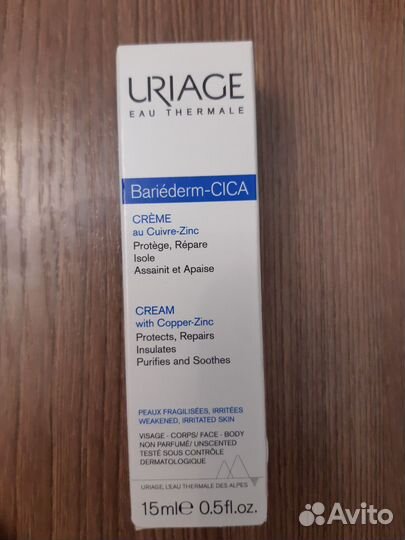 URIAGE
EAU THERMALE
Bariéderm-CICA
CRÈME
au Cuivre-Zinc
Protège, Répare
Isole
Assainit et Apaise
CREAM
with Copper-Zinc
Protects, Repairs
Insulates
Purifies and Soothes
PEAUX FRAGILISÉES, IRRITÉES
WEAKENED, IRRITATED SKIN
VISAGE - CORPS/ FACE - BODY
NON PARFUMÉ/ UNSCENTED
TESTÉ SOUS CONTRÔLE
DERMATOLOGIQUE
URIAGE, L'EAU THERMALE DES ALPES
15ml℮ 0.5fl.oz.
Avito